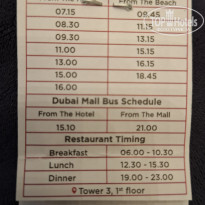 From The Beach
07.15 09.45
08.30 11.15
09.30 13.15
11.00 14.15
13.00 15.15
15.00 18.45
16.00
Dubai Mall Bus Schedule
From The Hotel From The Mall
15.10 21.00
Restaurant Timing
Breakfast 06.00 - 10.30
Lunch 12.30 - 15.30
Dinner 19.00 - 23.00
Tower 3, 1st floor